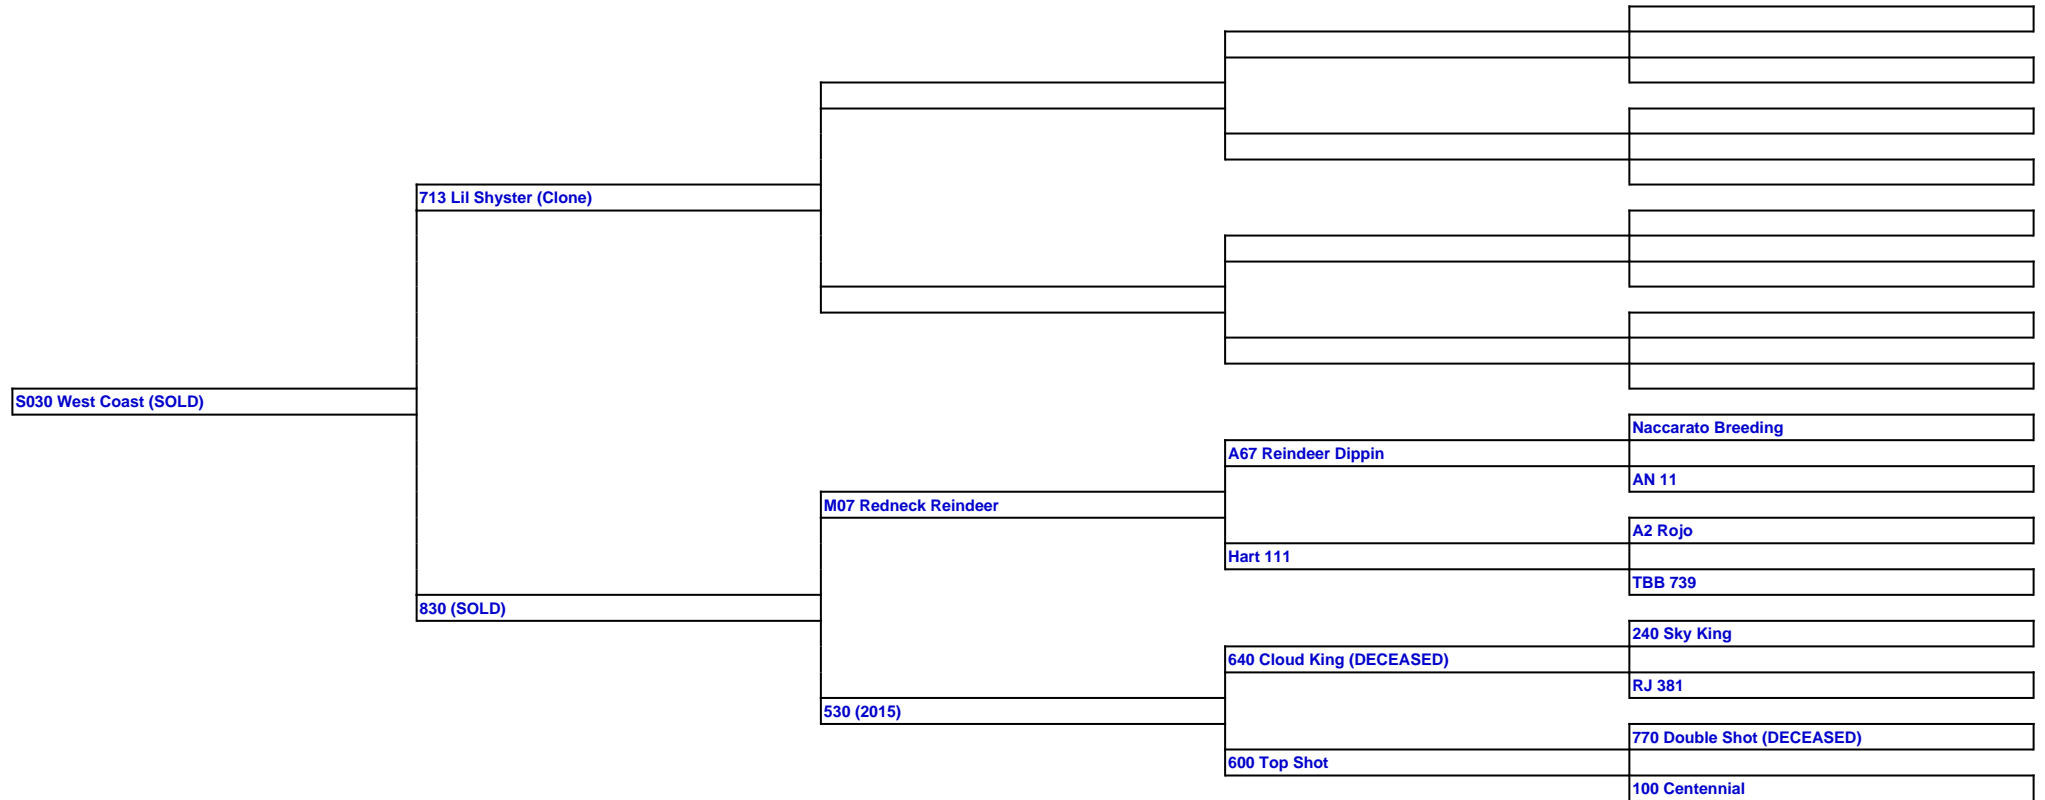 713 Lil Shyster (Clone)
S030 West Coast (SOLD)
Naccarato Breeding
A67 Reindeer Dippin
AN 11
M07 Redneck Reindeer
A2 Rojo
Hart 111
TBB 739
830 (SOLD)
240 Sky King
640 Cloud King (DECEASED)
RJ 381
530 (2015)
770 Double Shot (DECEASED)
600 Top Shot
100 Centennial